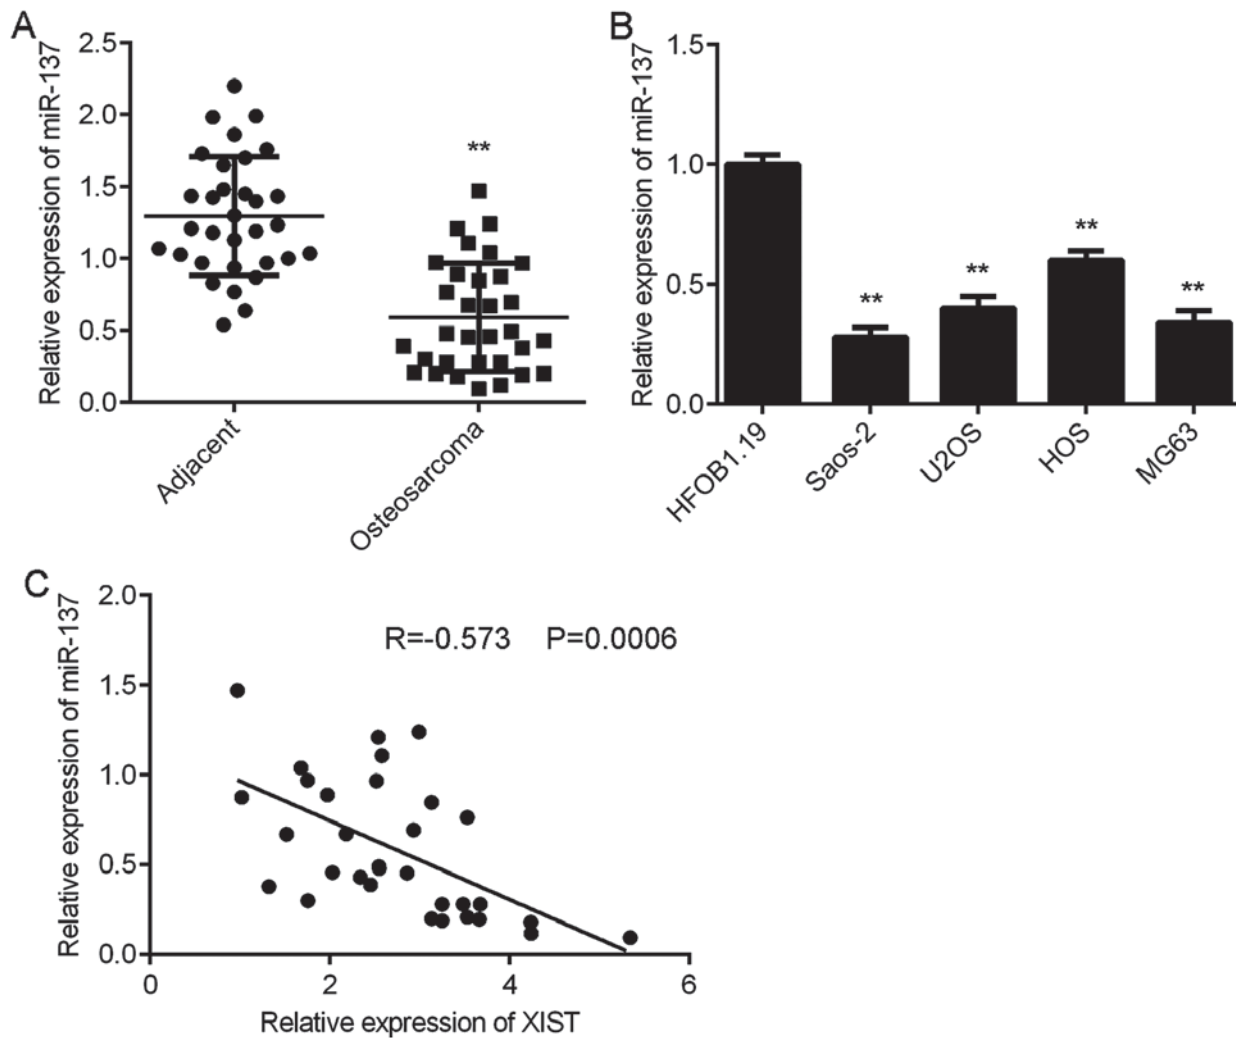 A
Relative expression of miR-137
2.5
2.0
1.5
1.0
0.5
0.0
**
Adjacent
Osteosarcoma
B
Relative expression of miR-137
1.5
1.0
0.5
0.0
**
**
**
**
HFOB1.19
Saos-2
U2OS
HOS
MG63
C
Relative expression of miR-137
2.0
1.5
1.0
0.5
0.0
R=-0.573 P=0.0006
0 2 4 6
Relative expression of XIST